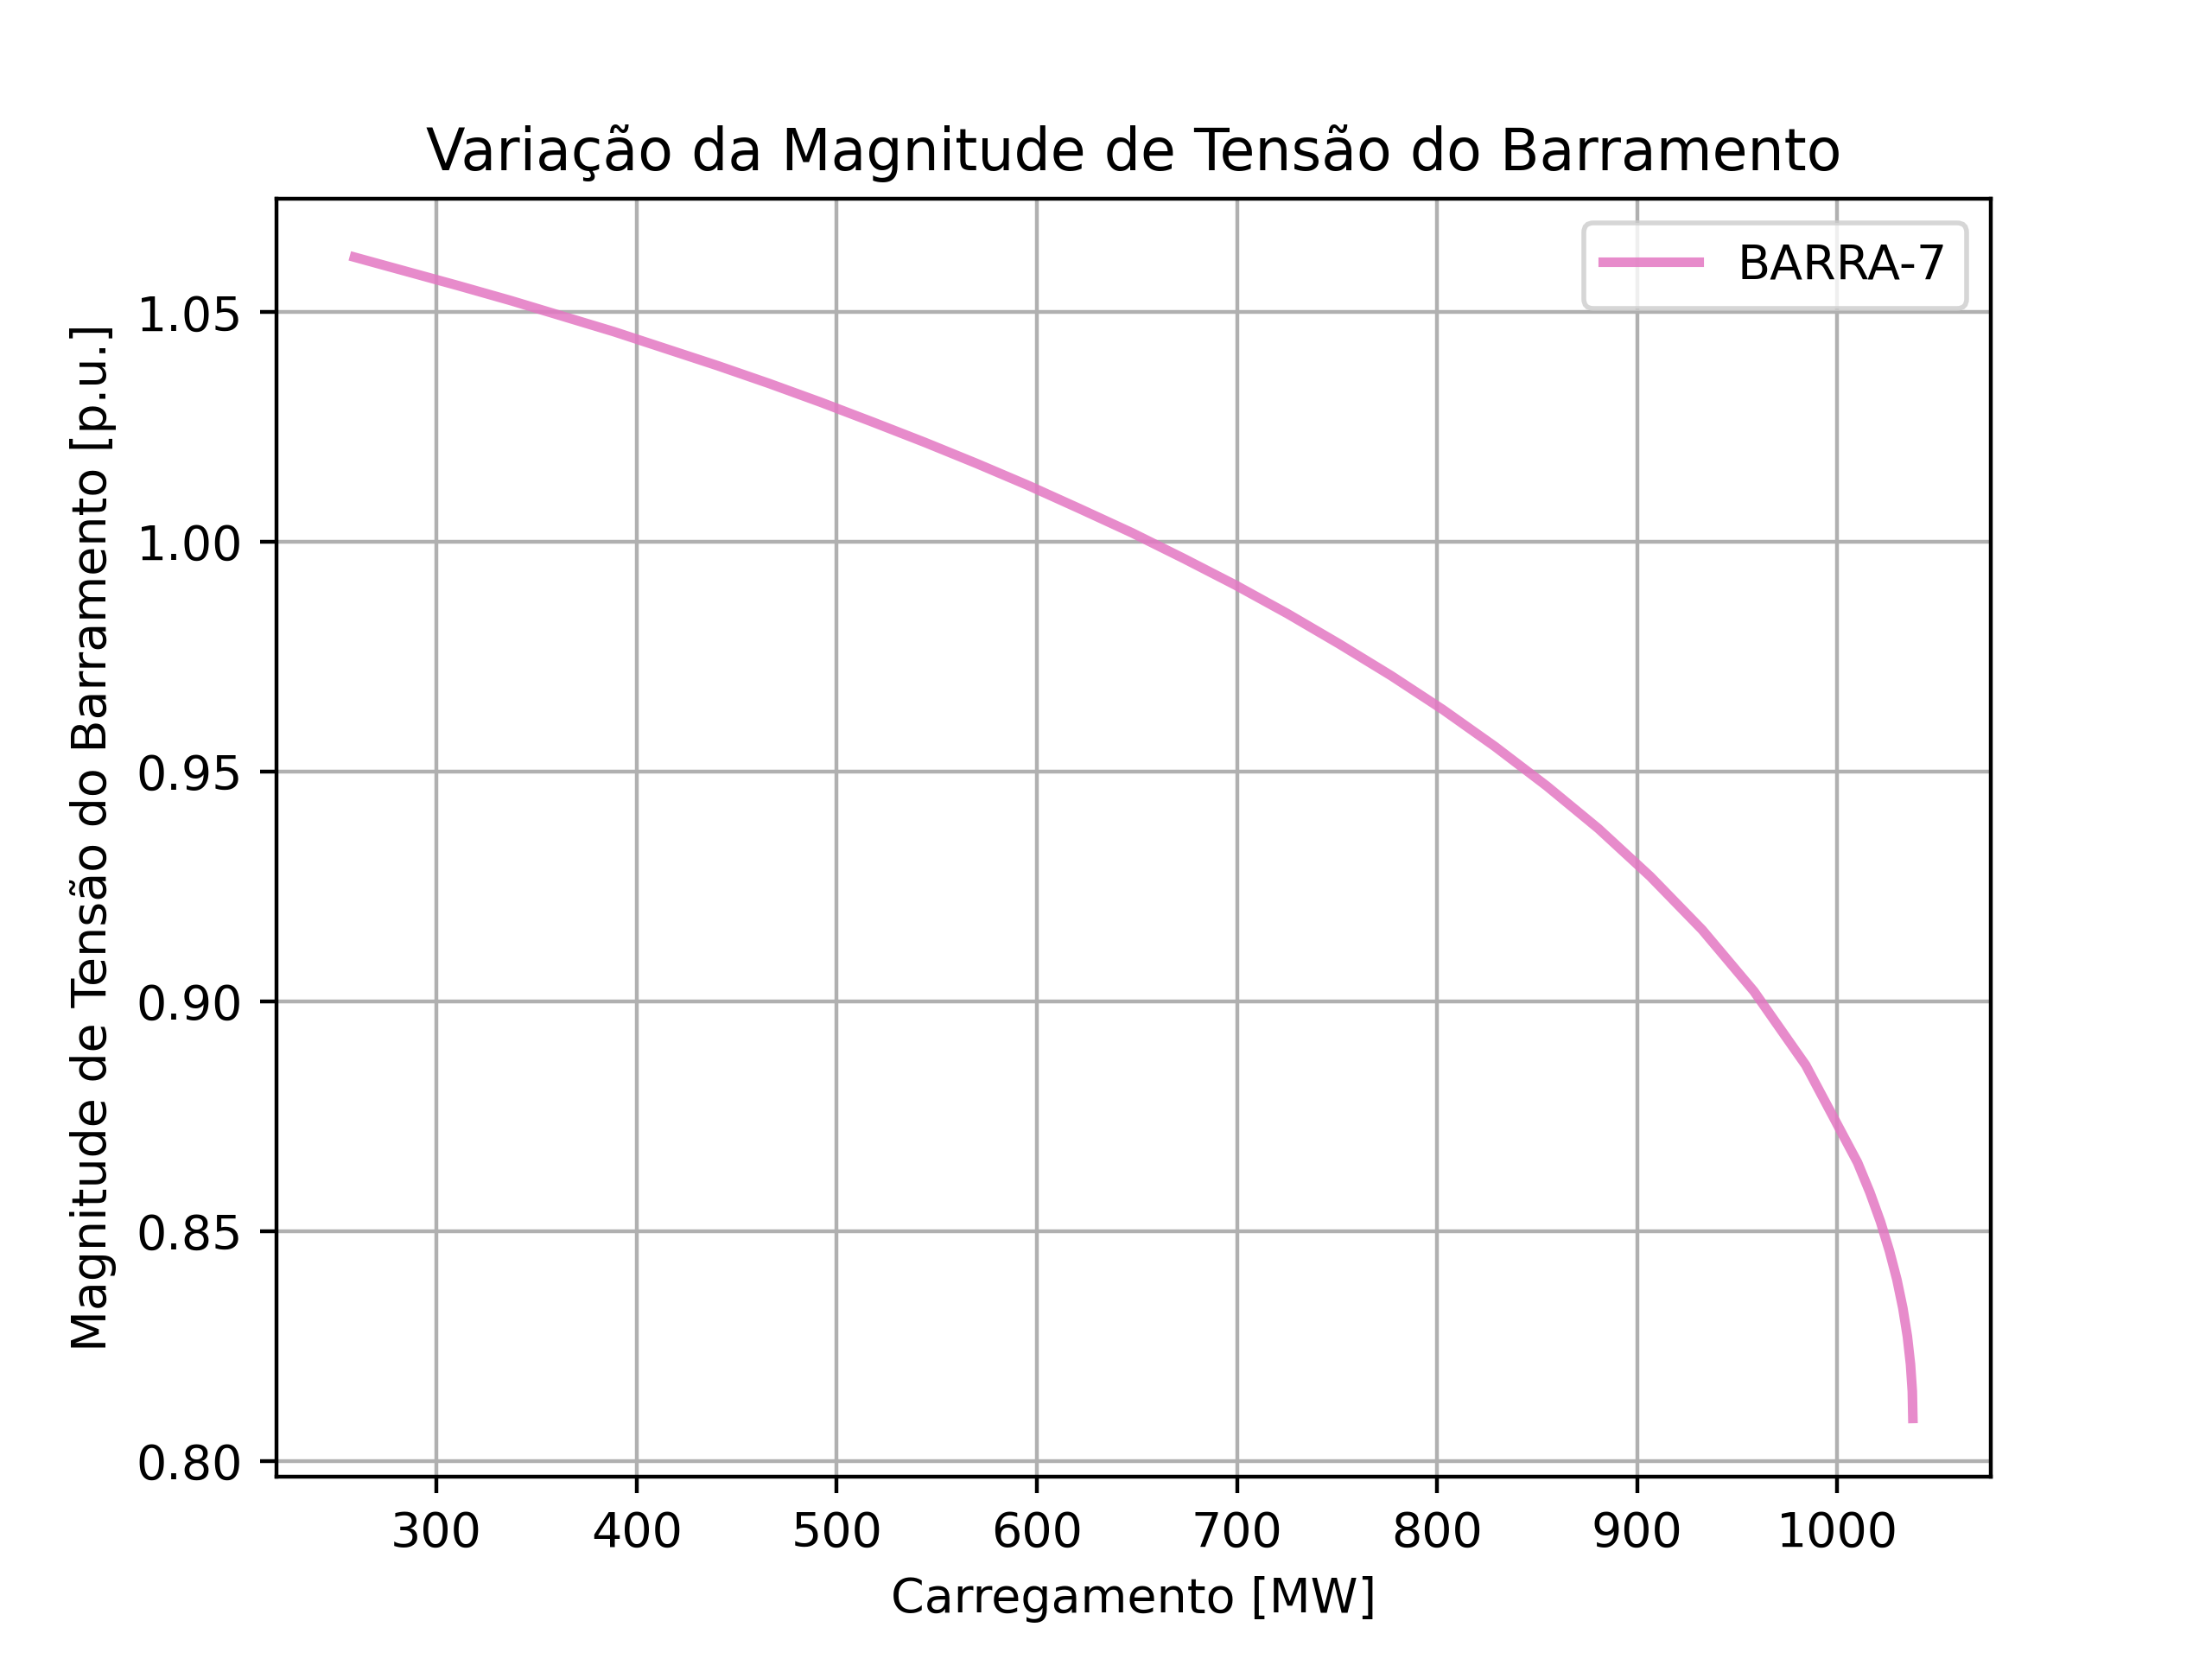 Variação da Magnitude de Tensão do Barramento
BARRA-7
Magnitude de Tensão do Barramento [p.u.]
1.05
1.00
0.95
0.90
0.85
0.80
300 400 500 600 700 800 900 1000
Carregamento [MW]